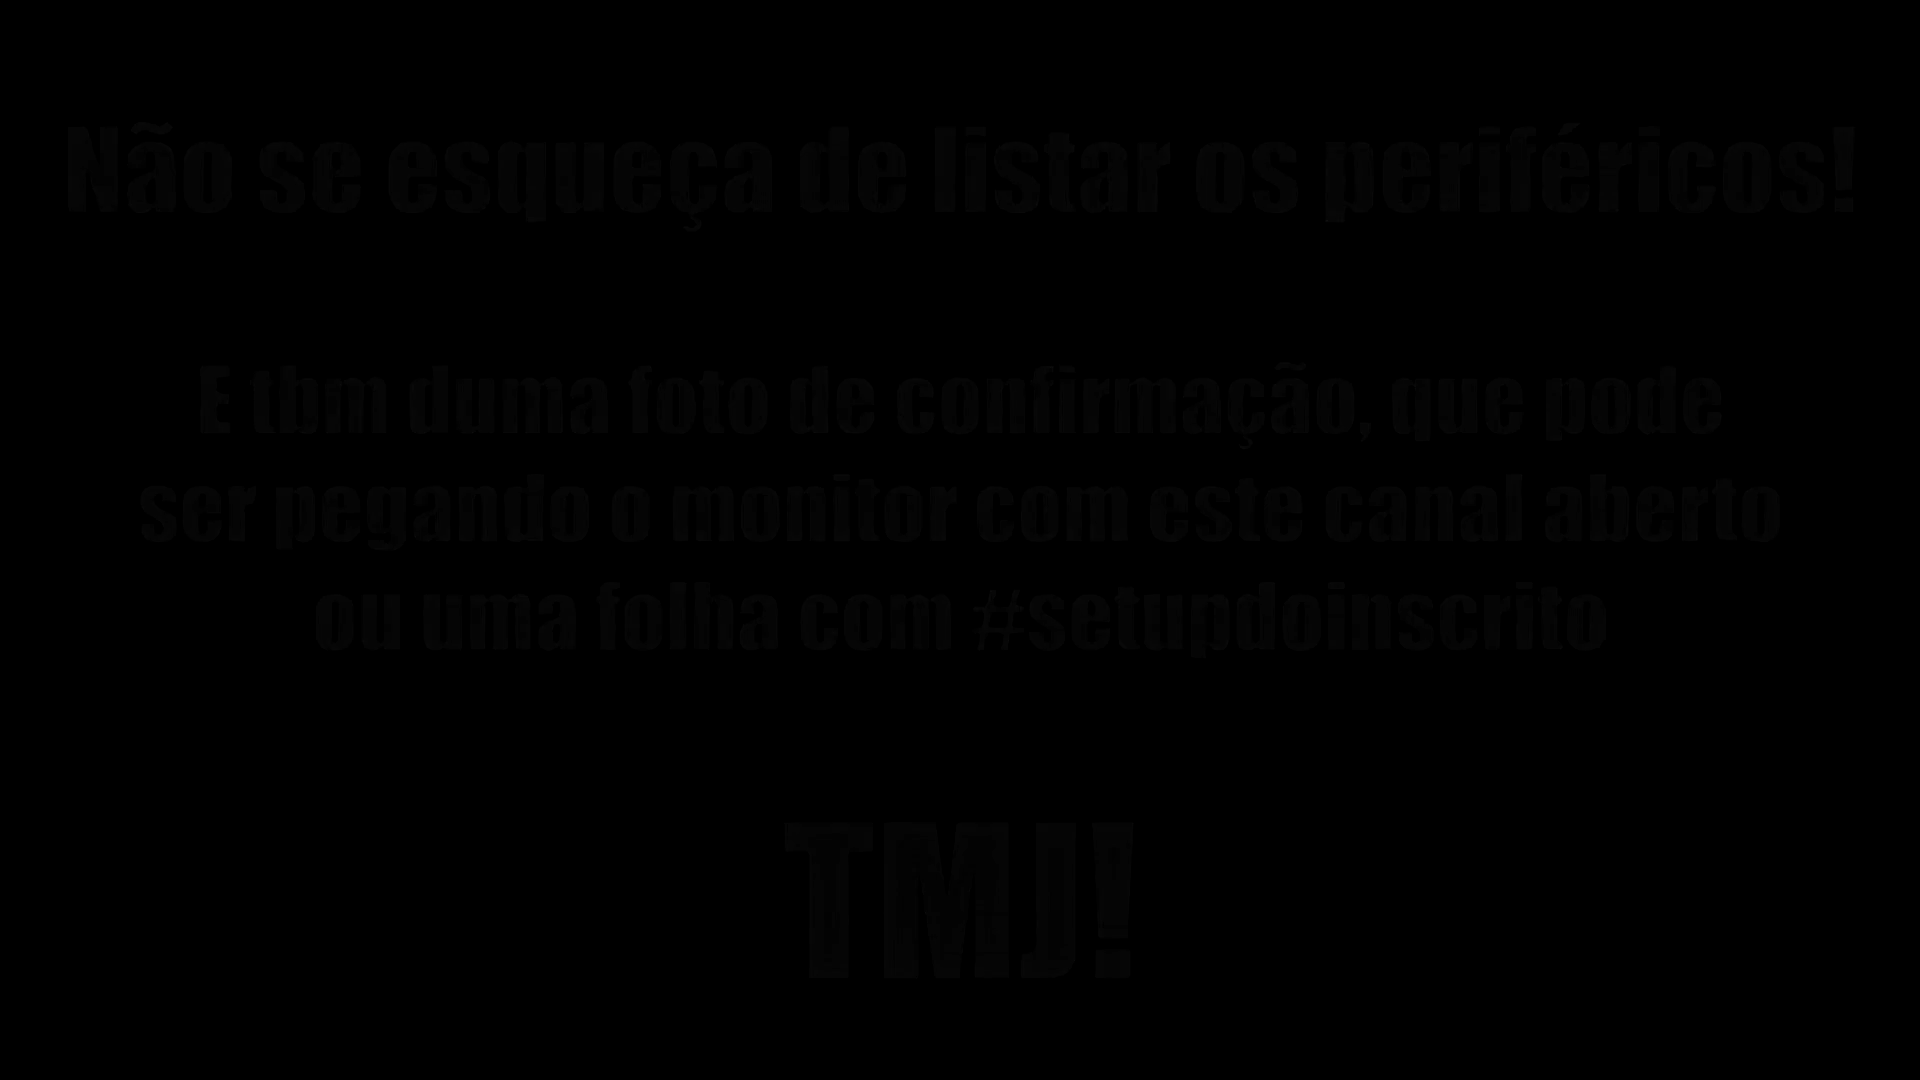 Não se esqueça de listar os periféricos!
E tbm duma foto de confirmação, que pode
ser pegando o monitor com este canal aberto
ou uma folha com #setupdoinscrito
TMJ!